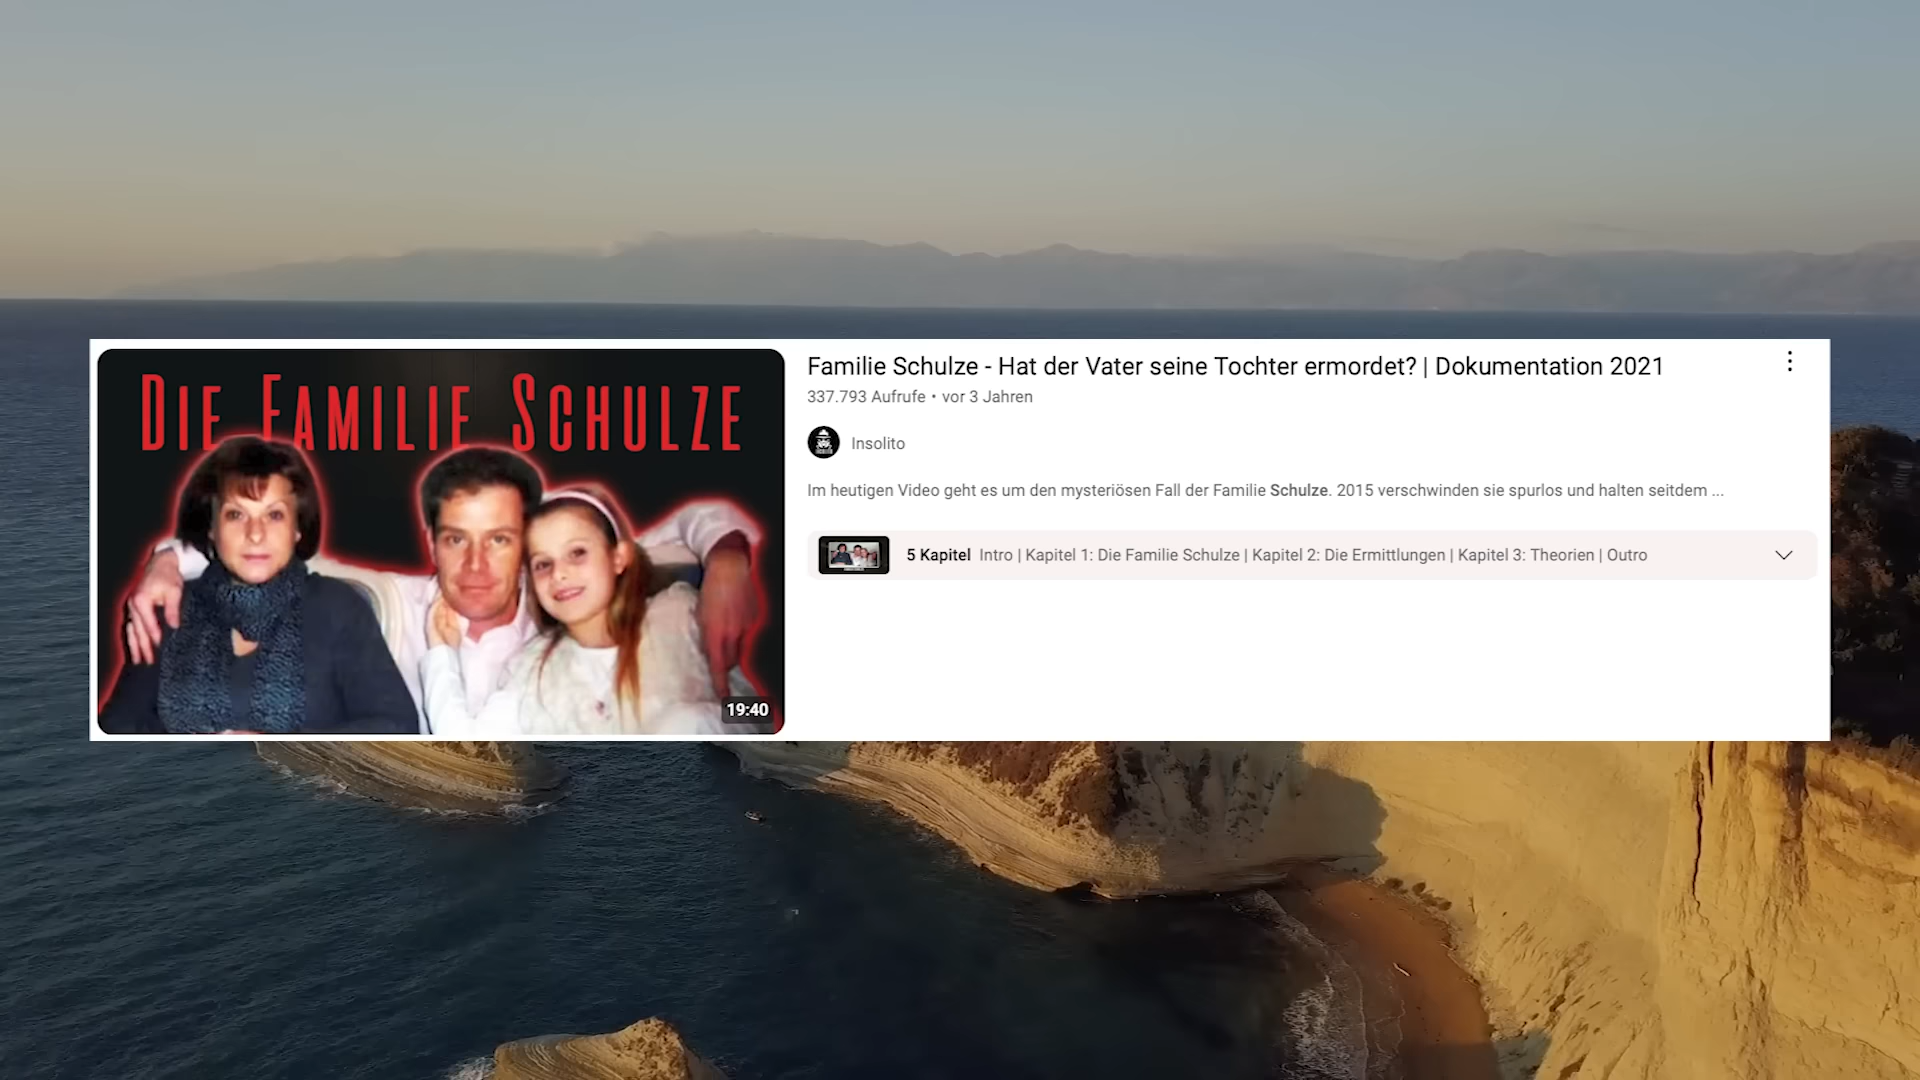 DIE FAMILIE SCHULZE
19:40
Familie Schulze - Hat der Vater seine Tochter ermordet? | Dokumentation 2021
337.793 Aufrufe • vor 3 Jahren
Insolito
Im heutigen Video geht es um den mysteriösen Fall der Familie Schulze. 2015 verschwinden sie spurlos und halten seitdem ...
5 Kapitel Intro | Kapitel 1: Die Familie Schulze | Kapitel 2: Die Ermittlungen | Kapitel 3: Theorien | Outro